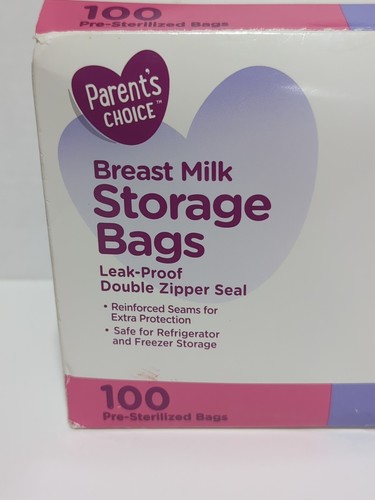 100
Pre-Sterilized Bags
Parent's
CHOICE™
Breast Milk
Storage
Bags
Leak-Proof
Double Zipper Seal
• Reinforced Seams for
Extra Protection
• Safe for Refrigerator
and Freezer Storage
100
Pre-Sterilized Bags